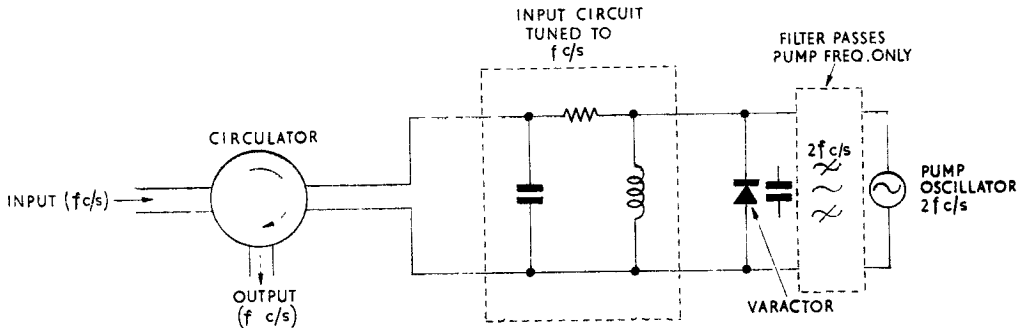 INPUT CIRCUIT
TUNED TO
f c/s
FILTER PASSES
PUMP FREQ. ONLY
CIRCULATOR
2f c/s
INPUT (f c/s)
PUMP
OSCILLATOR
2f c/s
OUTPUT
(f c/s)
VARACTOR